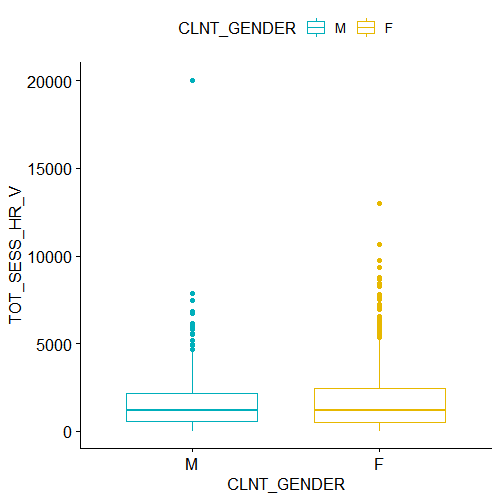 CLNT_GENDER M F
20000
15000
10000
5000
0
TOT_SESS_HR_V
M F
CLNT_GENDER